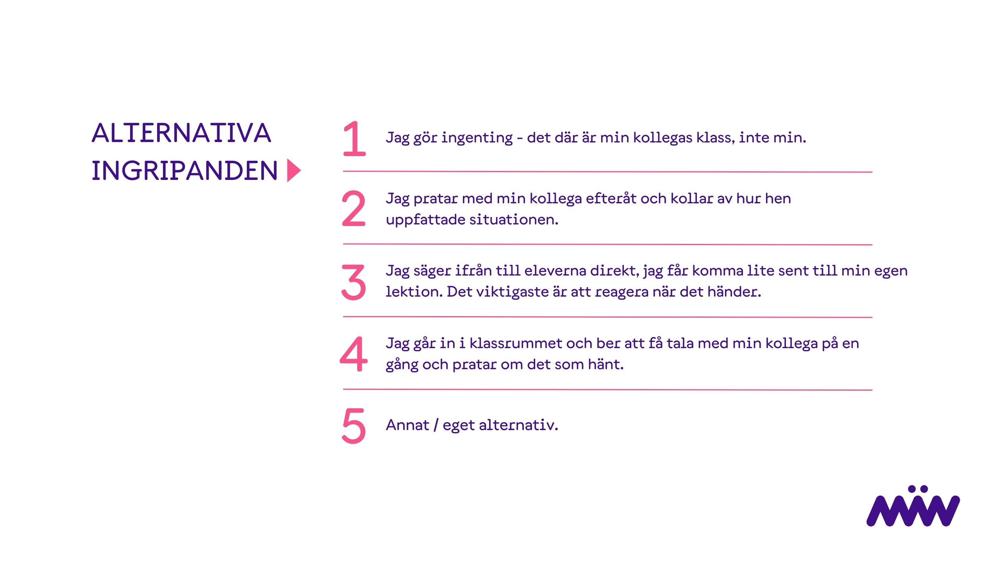 ALTERNATIVA
INGRIPANDEN
1
Jag gör ingenting - det där är min kollegas klass, inte min.
2
Jag pratar med min kollega efteråt och kollar av hur hen
uppfattade situationen.
3
Jag säger ifrån till eleverna direkt, jag får komma lite sent till min egen
lektion. Det viktigaste är att reagera när det händer.
4
Jag går in i klassrummet och ber att få tala med min kollega på en
gång och pratar om det som hänt.
5
Annat / eget alternativ.
MÄN